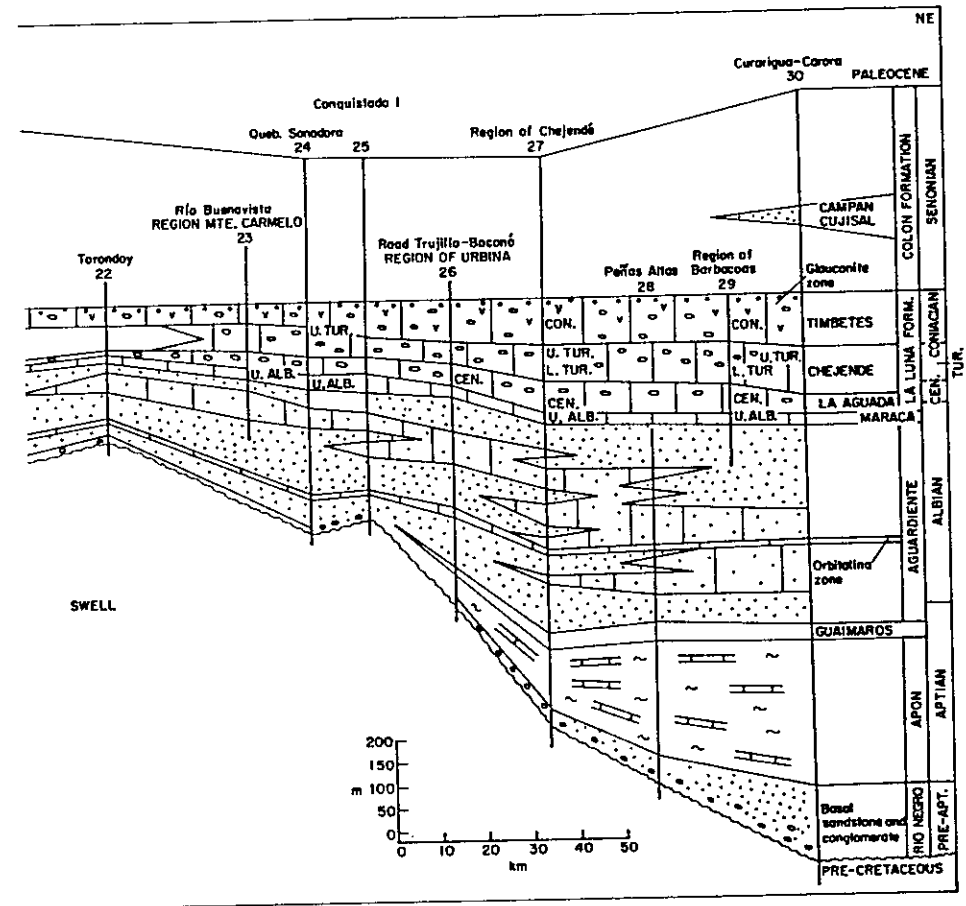 NE
Curarigua-Carora
30
PALEOCENE
Conquistada 1
Queb. Sonadora
24
25
Region of Chejendé
27
Río Buenavista
REGION MTE. CARMELO
23
Torondoy
22
Road Trujillo-Boconó
REGION OF URBINA
26
Peñas Altas
28
Region of
Barbacoas
29
CAMPAN
CUJISAL
COLON FORMATION
SENONIAN
Glauconite
zone
CON.
CON.
TIMBETES
U. TUR.
U. TUR.
L. TUR.
U. TUR.
L. TUR
CHEJENDE
LA LUNA FORM.
CONIACIAN
TUR.
CEN.
U. ALB.
U. ALB.
CEN.
CEN.
U. ALB.
CEN.
U. ALB.
LA AGUADA
MARACA
AGUARDIENTE
ALBIAN
Orbitolina
zone
SWELL
GUAIMAROS
APON
APTIAN
200
150
m 100
50
0
0 10 20 30 40 50
km
Basal
sandstone and
conglomerate
RIO NEGRO
PRE-APT.
PRE-CRETACEOUS